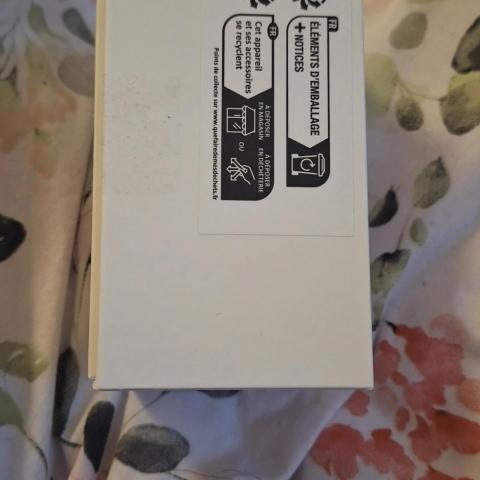 FR
ÉLÉMENTS D'EMBALLAGE
+ NOTICES
FR
Cet appareil
et ses accessoires
se recyclent
À DÉPOSER
EN MAGASIN
OU
À DÉPOSER
EN DÉCHÈTERIE
Points de collecte sur www.quefairedemesdechets.fr